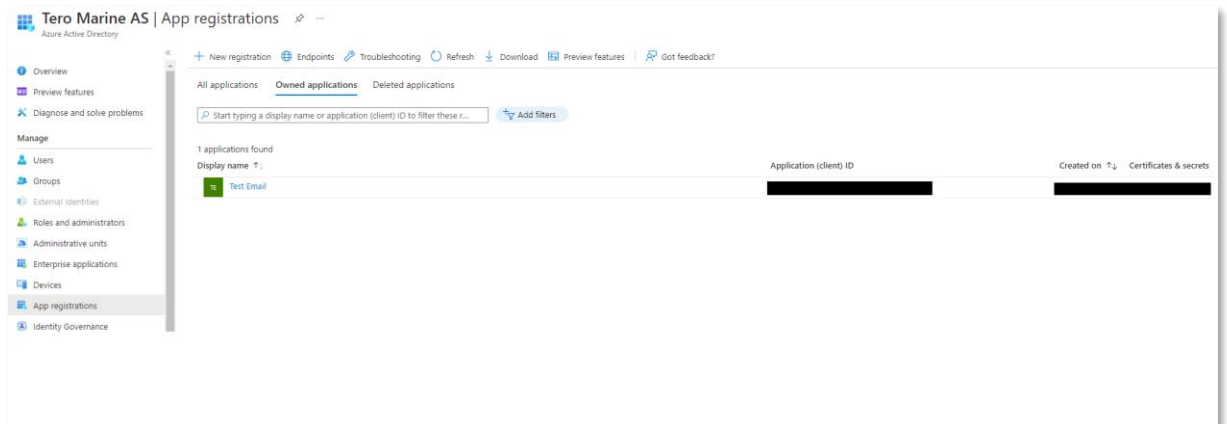 Tero Marine AS | App registrations
Azure Active Directory
New registration Endpoints Troubleshooting Refresh Download Preview features Got feedback?
Overview
Preview features
Diagnose and solve problems
Manage
Users
Groups
External Identities
Roles and administrators
Administrative units
Enterprise applications
Devices
App registrations
Identity Governance
All applications Owned applications Deleted applications
Start typing a display name or application (client) ID to filter these r... Add filters
1 applications found
Display name Application (client) ID Created on Certificates & secrets
TE Test Email